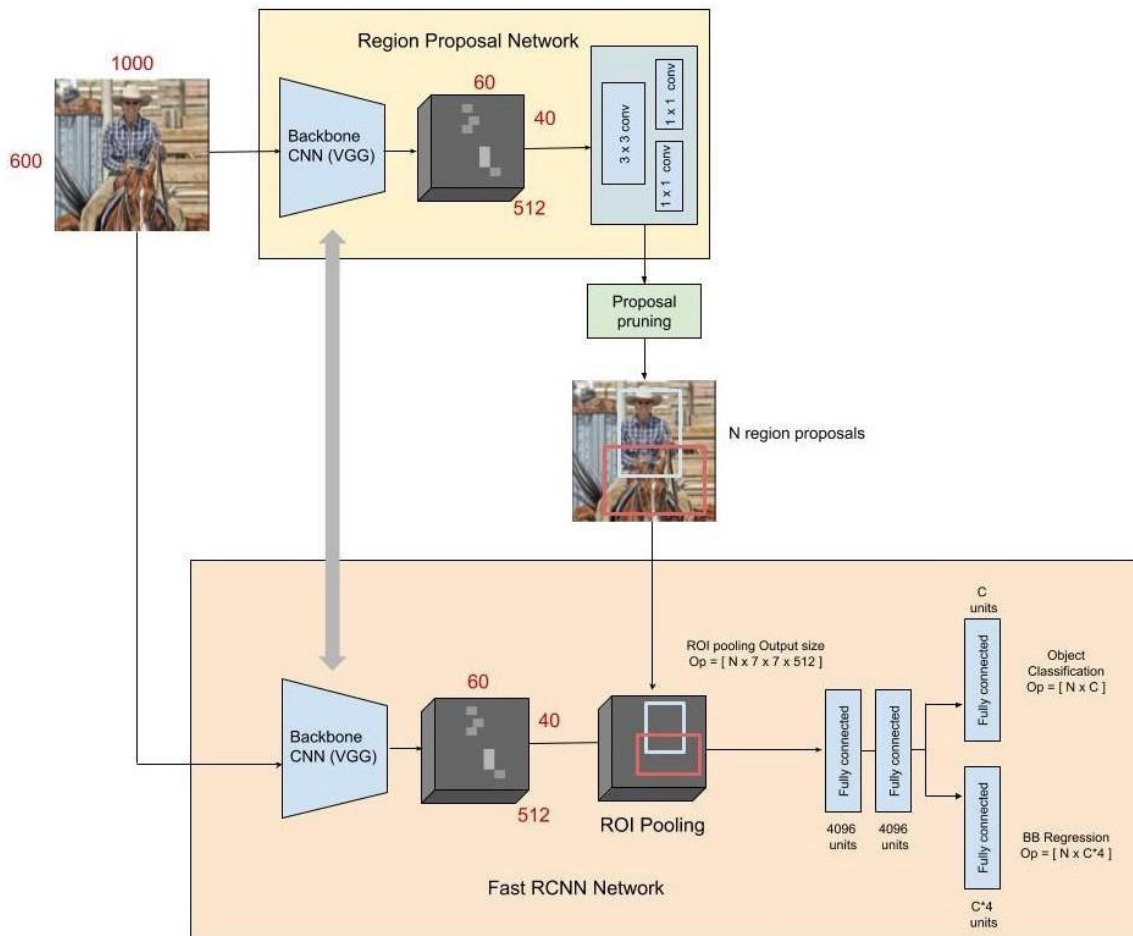 Region Proposal Network
1000
600
Backbone
CNN (VGG)
60
40
512
3 x 3 conv
1 x 1 conv
1 x 1 conv
Proposal
pruning
N region proposals
Backbone
CNN (VGG)
60
40
512
ROI pooling Output size
Op = [ N x 7 x 7 x 512 ]
ROI Pooling
Fully connected
4096
units
Fully connected
4096
units
C
units
Fully connected
Object
Classification
Op = [ N x C ]
Fully connected
BB Regression
Op = [ N x C*4 ]
C*4
units
Fast RCNN Network